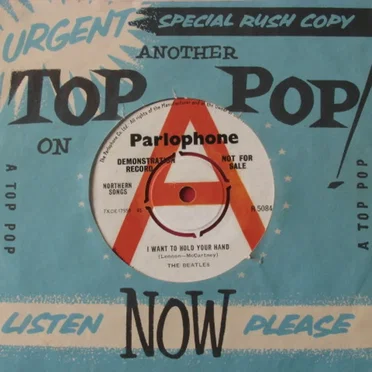 URGENT
SPECIAL RUSH COPY
ANOTHER
TOP POP!
ON
A TOP POP
A TOP POP
Parlophone
DEMONSTRATION
RECORD
NOT FOR
SALE
A
NORTHERN
SONGS
R.5084
I WANT TO HOLD YOUR HAND
(Lennon—McCartney)
THE BEATLES
LISTEN NOW PLEASE